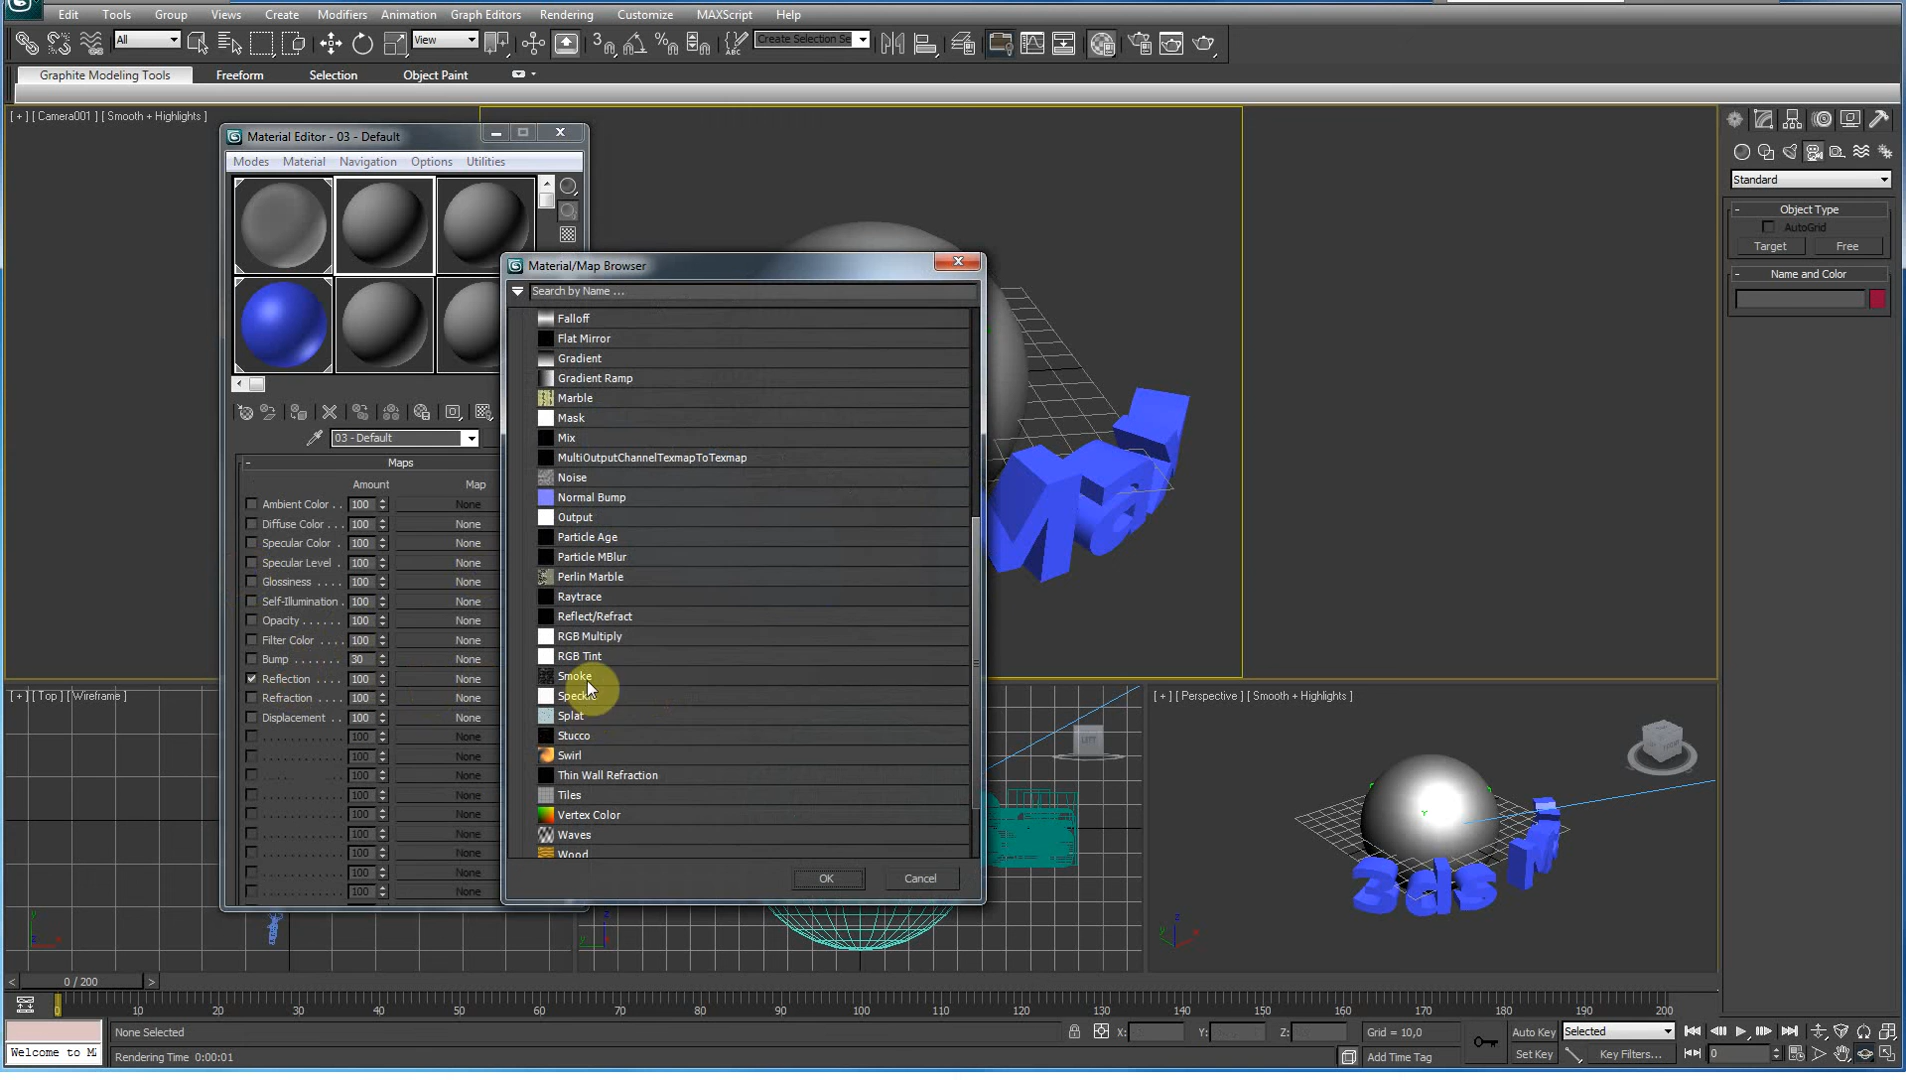 Edit Tools Group Views Create Modifiers Animation Graph Editors Rendering Customize MAXScript Help
All View Create Selection Se
Graphite Modeling Tools Freeform Selection Object Paint
[ + ] [ Camera001 ] [ Smooth + Highlights ]
Material Editor - 03 - Default
Modes Material Navigation Options Utilities
03 - Default
Maps
Amount Map
Ambient Color . . 100 None
Diffuse Color . . . 100 None
Specular Color . 100 None
Specular Level . 100 None
Glossiness . . . . 100 None
Self-Illumination . 100 None
Opacity . . . . . . 100 None
Filter Color . . . . 100 None
Bump . . . . . . . 30 None
Reflection . . . . 100 None
Refraction . . . . 100 None
Displacement . . 100 None
. . . . . . . . . . . . 100 None
. . . . . . . . . . . . 100 None
. . . . . . . . . . . . 100 None
. . . . . . . . . . . . 100 None
. . . . . . . . . . . . 100 None
. . . . . . . . . . . . 100 None
. . . . . . . . . . . . 100 None
. . . . . . . . . . . . 100 None
. . . . . . . . . . . . 100 None
Material/Map Browser
Search by Name ...
Falloff
Flat Mirror
Gradient
Gradient Ramp
Marble
Mask
Mix
MultiOutputChannelTexmapToTexmap
Noise
Normal Bump
Output
Particle Age
Particle MBlur
Perlin Marble
Raytrace
Reflect/Refract
RGB Multiply
RGB Tint
Smoke
Speckle
Splat
Stucco
Swirl
Thin Wall Refraction
Tiles
Vertex Color
Waves
Wood
OK Cancel
Standard
Object Type
AutoGrid
Target Free
Name and Color
[ + ] [ Top ] [ Wireframe ]
LEFT
[ + ] [ Perspective ] [ Smooth + Highlights ]
3ds M
0 / 200
0 10 20 30 40 50 60 70 80 90 100 110 120 130 140 150 160 170 180 190 200
None Selected X: Y: Z: Grid = 10,0 Auto Key Selected
Welcome to M Rendering Time 0:00:01 Add Time Tag Set Key Key Filters... 0